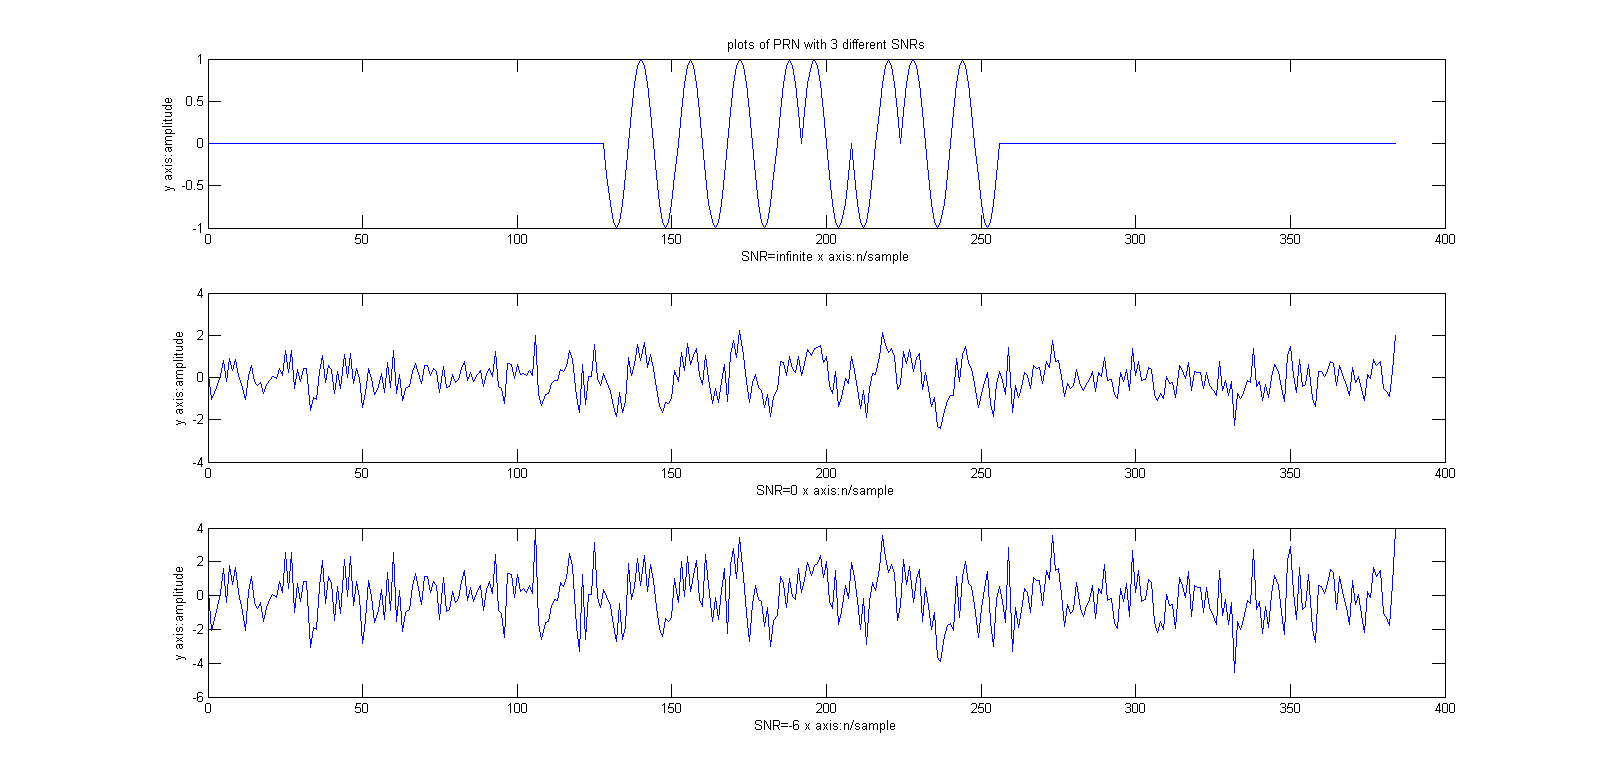 plots of PRN with 3 different SNRs
1
0.5
0
-0.5
-1
y axis:amplitude
0 50 100 150 200 250 300 350 400
SNR=infinite x axis:n/sample
4
2
0
-2
-4
y axis:amplitude
0 50 100 150 200 250 300 350 400
SNR=0 x axis:n/sample
4
2
0
-2
-4
-6
y axis:amplitude
0 50 100 150 200 250 300 350 400
SNR=-6 x axis:n/sample